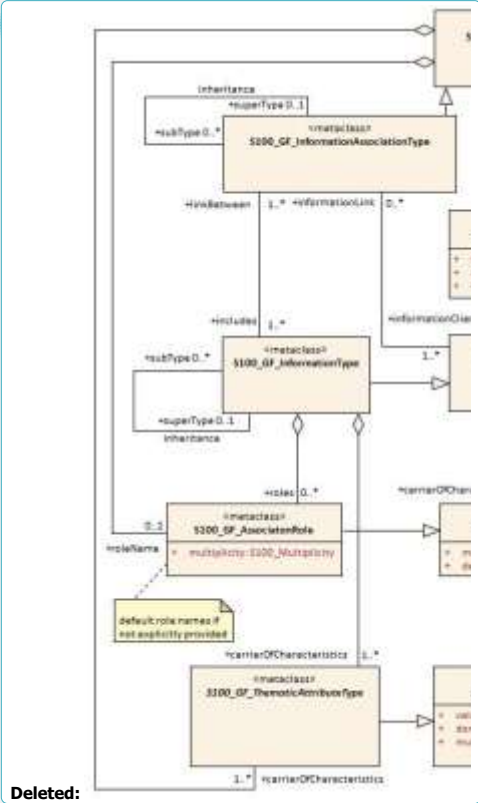 inheritance
+superType 0..1
+subType 0..*
«metaclass»
S100_GF_InformationAssociationType
+linkBetween 1..* +informationLink 0..*
+includes 1..*
1..*
«metaclass»
S100_GF_InformationType
+subType 0..*
+superType 0..1
inheritance
+roles 0..*
0..2
+roleName
«metaclass»
S100_GF_AssociatonRole
+ multiplicity: S100_Multiplicity
default role names if
not explicitly provided
+carrierOfCharacteristics 1..*
«metaclass»
S100_GF_ThematicAttributeType
1..* +carrierOfCharacteristics
Deleted: